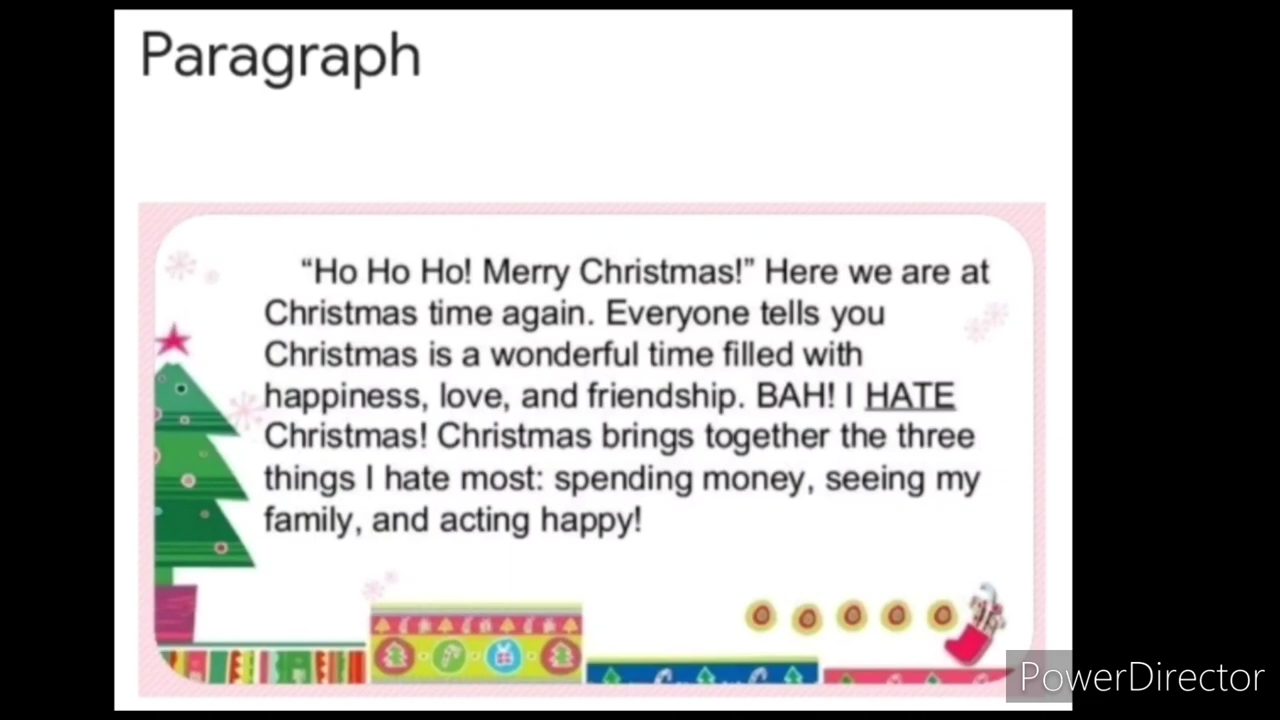 Paragraph
“Ho Ho Ho! Merry Christmas!” Here we are at
Christmas time again. Everyone tells you
Christmas is a wonderful time filled with
happiness, love, and friendship. BAH! I HATE
Christmas! Christmas brings together the three
things I hate most: spending money, seeing my
family, and acting happy!
PowerDirector